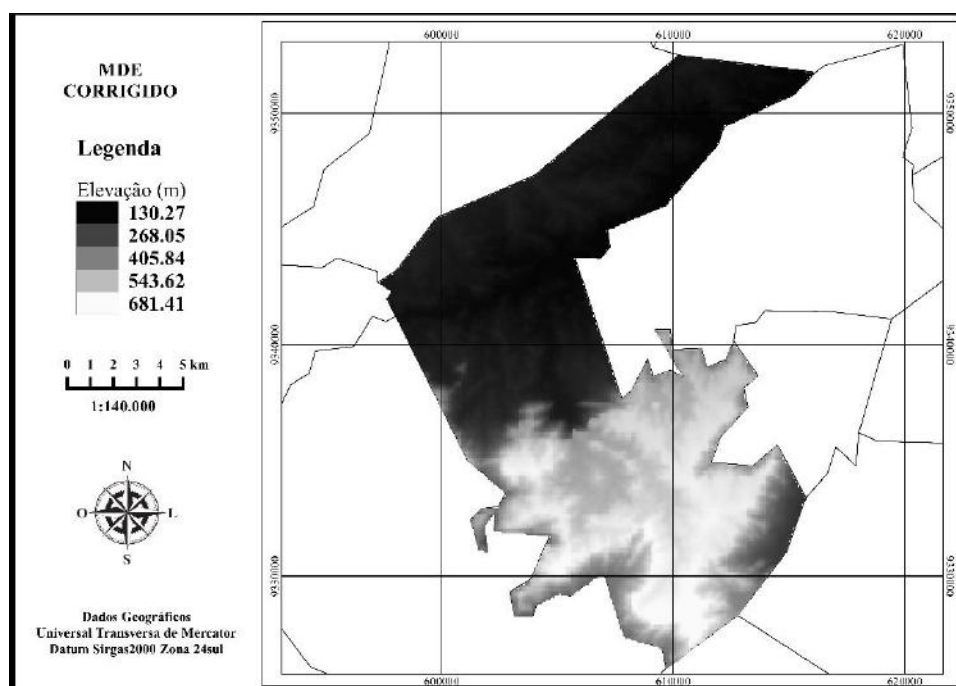 MDE
CORRIGIDO
Legenda
Elevação (m)
130.27
268.05
405.84
543.62
681.41
0 1 2 3 4 5 km
1:140.000
N
O L
S
Dados Geográficos
Universal Transversa de Mercator
Datum Sirgas2000 Zona 24sul
600000 610000 620000
9350000 9350000
9340000 9340000
9330000 9330000
600000 610000 620000